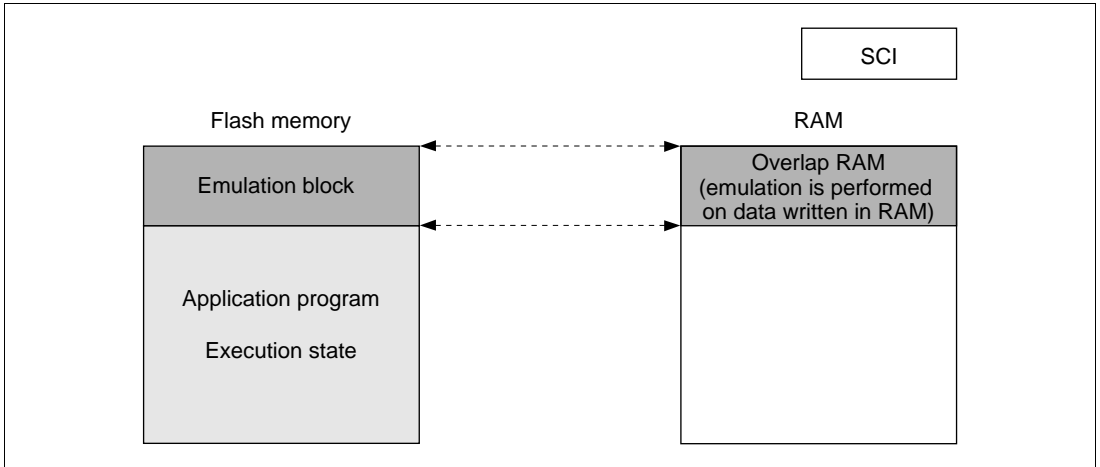 SCI
Flash memory
RAM
Emulation block
Overlap RAM
(emulation is performed
on data written in RAM)
Application program
Execution state